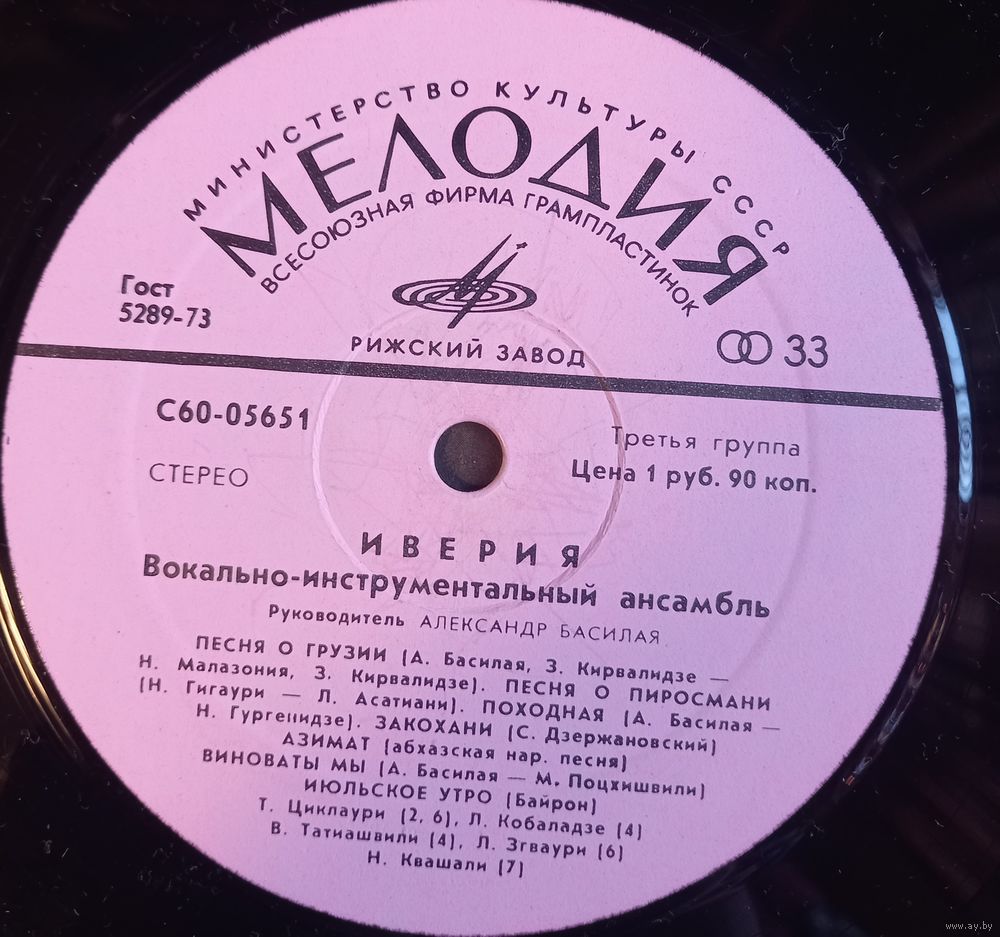 МИНИСТЕРСТВО КУЛЬТУРЫ СССР
МЕЛОДИЯ
ВСЕСОЮЗНАЯ ФИРМА ГРАМПЛАСТИНОК
Гост
5289-73
РИЖСКИЙ ЗАВОД
33
С60-05651
Третья группа
СТЕРЕО
Цена 1 руб. 90 коп.
ИВЕРИЯ
Вокально-инструментальный ансамбль
Руководитель АЛЕКСАНДР БАСИЛАЯ
ПЕСНЯ О ГРУЗИИ (А. Басилая, З. Кирвалидзе —
Н. Малазония, З. Кирвалидзе). ПЕСНЯ О ПИРОСМАНИ
(Н. Гигаури — Л. Асатиани). ПОХОДНАЯ (А. Басилая —
Н. Гургенидзе). ЗАКОХАНИ (С. Дзержановский)
АЗИМАТ (абхазская нар. песня)
ВИНОВАТЫ МЫ (А. Басилая — М. Поцхишвили)
ИЮЛЬСКОЕ УТРО (Байрон)
Т. Циклаури (2, 6), Л. Кобаладзе (4)
В. Татиашвили (4), Л. Згваури (6)
Н. Квашали (7)
www.ay.by